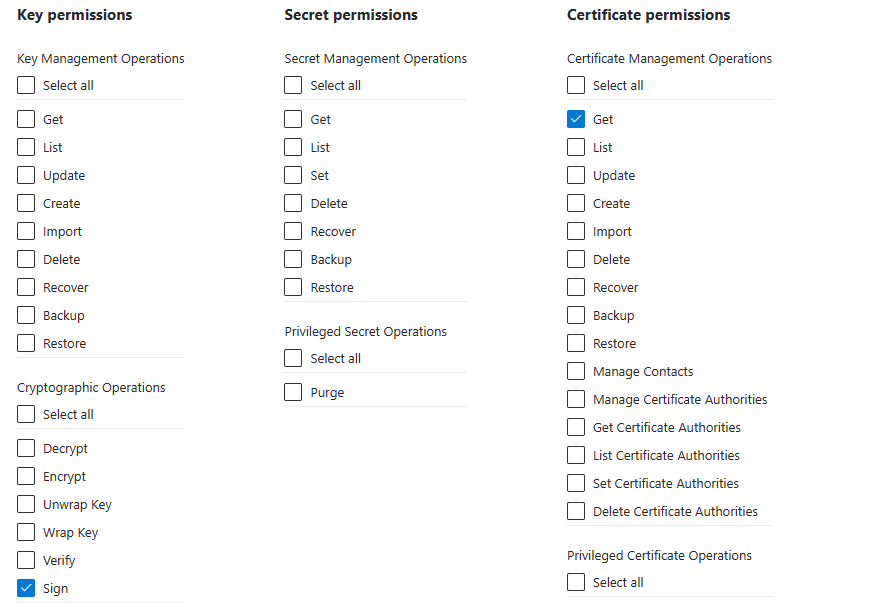 Key permissions
Key Management Operations
Select all
Get
List
Update
Create
Import
Delete
Recover
Backup
Restore
Cryptographic Operations
Select all
Decrypt
Encrypt
Unwrap Key
Wrap Key
Verify
Sign
Secret permissions
Secret Management Operations
Select all
Get
List
Set
Delete
Recover
Backup
Restore
Privileged Secret Operations
Select all
Purge
Certificate permissions
Certificate Management Operations
Select all
Get
List
Update
Create
Import
Delete
Recover
Backup
Restore
Manage Contacts
Manage Certificate Authorities
Get Certificate Authorities
List Certificate Authorities
Set Certificate Authorities
Delete Certificate Authorities
Privileged Certificate Operations
Select all